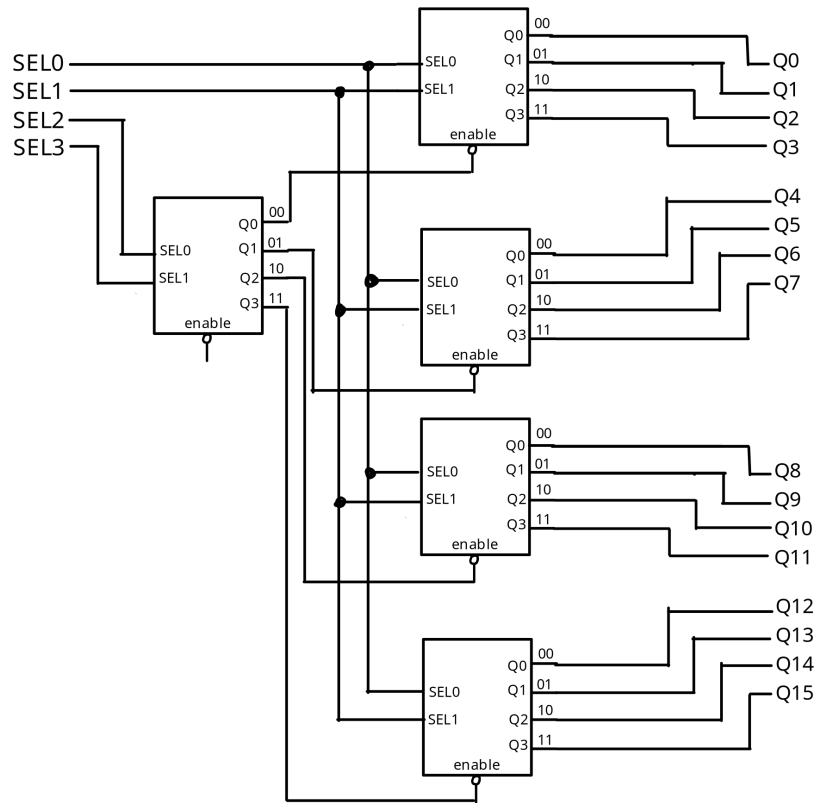 SEL0
SEL1
SEL2
SEL3
SEL0
SEL1
Q0
Q1
Q2
Q3
00
01
10
11
enable
SEL0
SEL1
Q0
Q1
Q2
Q3
00
01
10
11
enable
Q0
Q1
Q2
Q3
SEL0
SEL1
Q0
Q1
Q2
Q3
00
01
10
11
enable
Q4
Q5
Q6
Q7
SEL0
SEL1
Q0
Q1
Q2
Q3
00
01
10
11
enable
Q8
Q9
Q10
Q11
SEL0
SEL1
Q0
Q1
Q2
Q3
00
01
10
11
enable
Q12
Q13
Q14
Q15